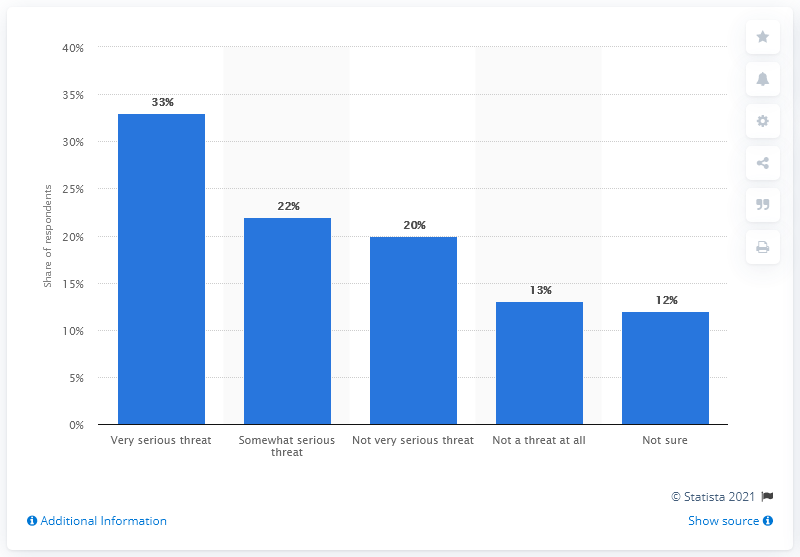 40%
35%
30%
25%
20%
15%
10%
5%
0%
Share of respondents
33%
22%
20%
13%
12%
Very serious threat
Somewhat serious
threat
Not very serious threat
Not a threat at all
Not sure
© Statista 2021
Additional Information
Show source